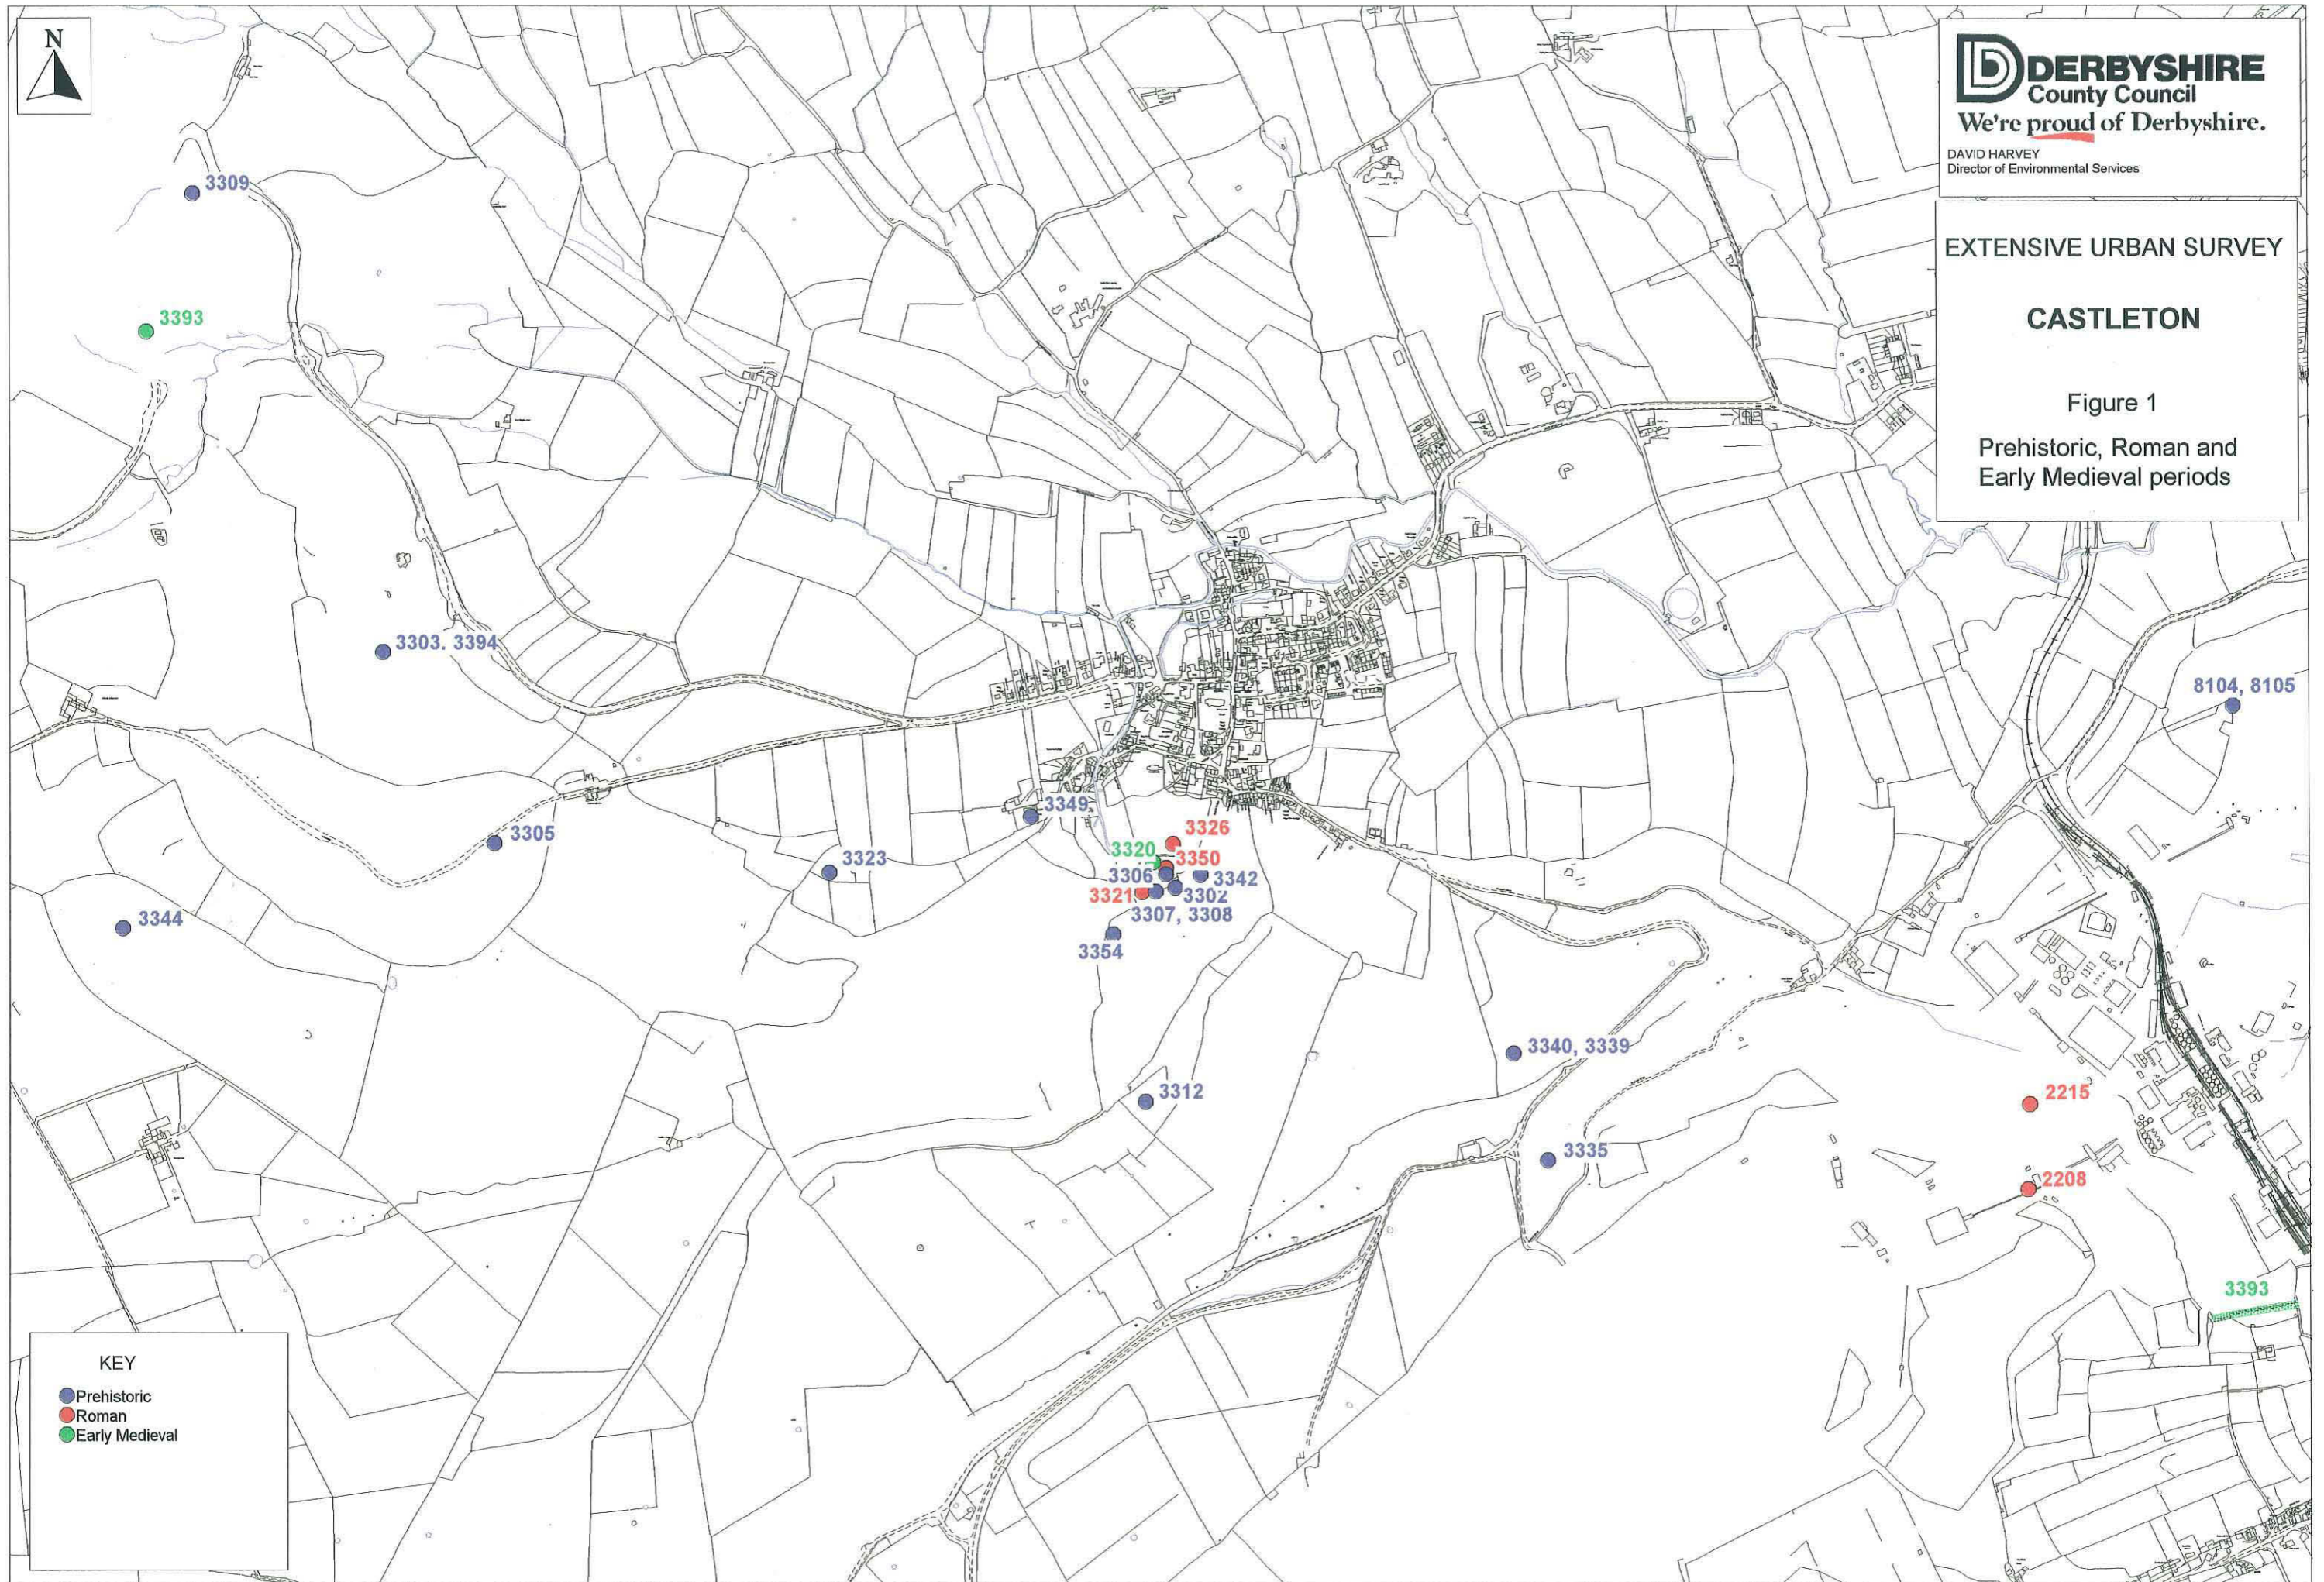 N
DERBYSHIRE
County Council
We're proud of Derbyshire.
DAVID HARVEY
Director of Environmental Services
EXTENSIVE URBAN SURVEY
CASTLETON
Figure 1
Prehistoric, Roman and
Early Medieval periods
3309
3393
3303. 3394
8104, 8105
3349
3305
3326
3320
3350
3323
3306
3342
3321
3302
3307, 3308
3344
3354
3340, 3339
3312
2215
3335
2208
3393
KEY
Prehistoric
Roman
Early Medieval